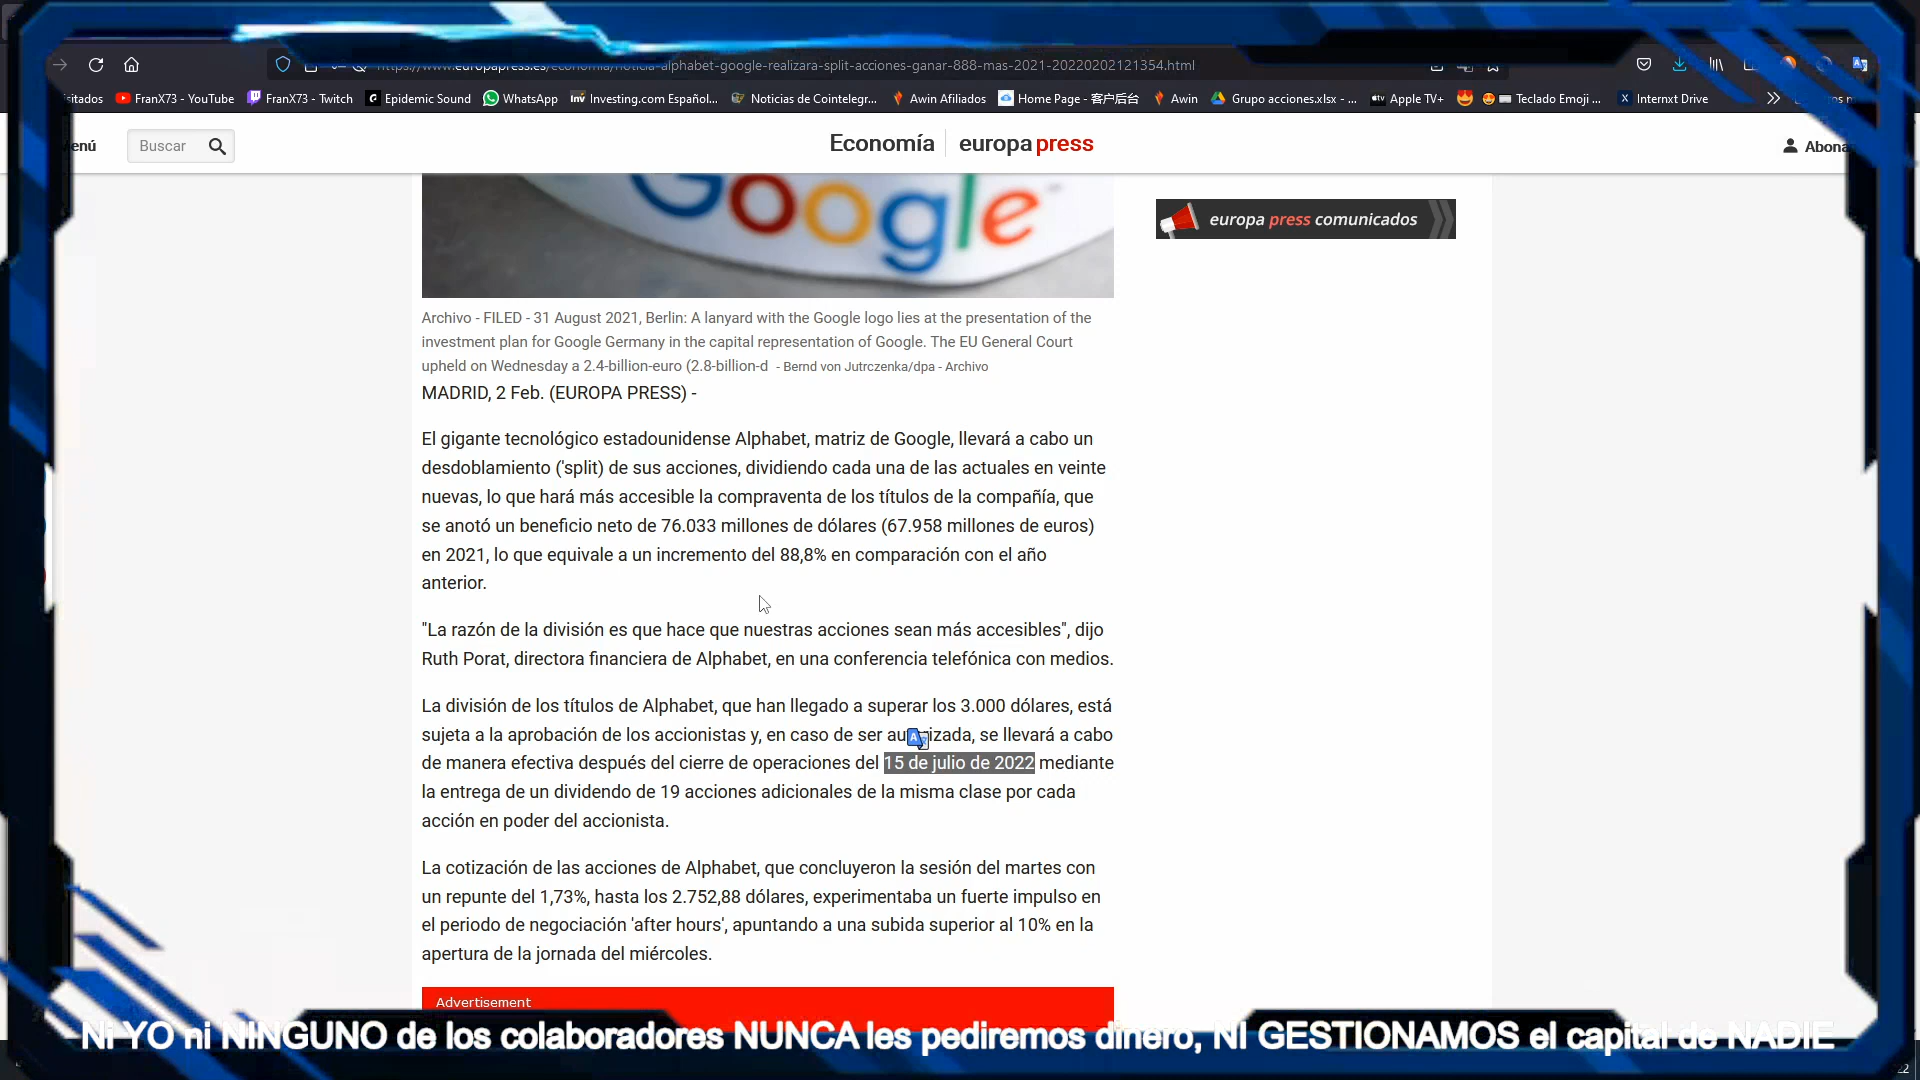 https://www.europapress.es/economia/noticia-alphabet-google-realizara-split-acciones-ganar-888-mas-2021-20220202121354.html
sitados FranX73 - YouTube FranX73 - Twitch Epidemic Sound WhatsApp Investing.com Español... Noticias de Cointelegr... Awin Afiliados Home Page - 客户后台 Awin Grupo acciones.xlsx - ... Apple TV+ Teclado Emoji ... Internxt Drive
enú Buscar Economía europa press Abona
Google
europa press comunicados
Archivo - FILED - 31 August 2021, Berlin: A lanyard with the Google logo lies at the presentation of the
investment plan for Google Germany in the capital representation of Google. The EU General Court
upheld on Wednesday a 2.4-billion-euro (2.8-billion-d - Bernd von Jutrczenka/dpa - Archivo
MADRID, 2 Feb. (EUROPA PRESS) -
El gigante tecnológico estadounidense Alphabet, matriz de Google, llevará a cabo un
desdoblamiento ('split) de sus acciones, dividiendo cada una de las actuales en veinte
nuevas, lo que hará más accesible la compraventa de los títulos de la compañía, que
se anotó un beneficio neto de 76.033 millones de dólares (67.958 millones de euros)
en 2021, lo que equivale a un incremento del 88,8% en comparación con el año
anterior.
"La razón de la división es que hace que nuestras acciones sean más accesibles", dijo
Ruth Porat, directora financiera de Alphabet, en una conferencia telefónica con medios.
La división de los títulos de Alphabet, que han llegado a superar los 3.000 dólares, está
sujeta a la aprobación de los accionistas y, en caso de ser autorizada, se llevará a cabo
de manera efectiva después del cierre de operaciones del 15 de julio de 2022 mediante
la entrega de un dividendo de 19 acciones adicionales de la misma clase por cada
acción en poder del accionista.
La cotización de las acciones de Alphabet, que concluyeron la sesión del martes con
un repunte del 1,73%, hasta los 2.752,88 dólares, experimentaba un fuerte impulso en
el periodo de negociación 'after hours', apuntando a una subida superior al 10% en la
apertura de la jornada del miércoles.
Advertisement
Ni YO ni NINGUNO de los colaboradores NUNCA les pediremos dinero, NI GESTIONAMOS el capital de NADIE